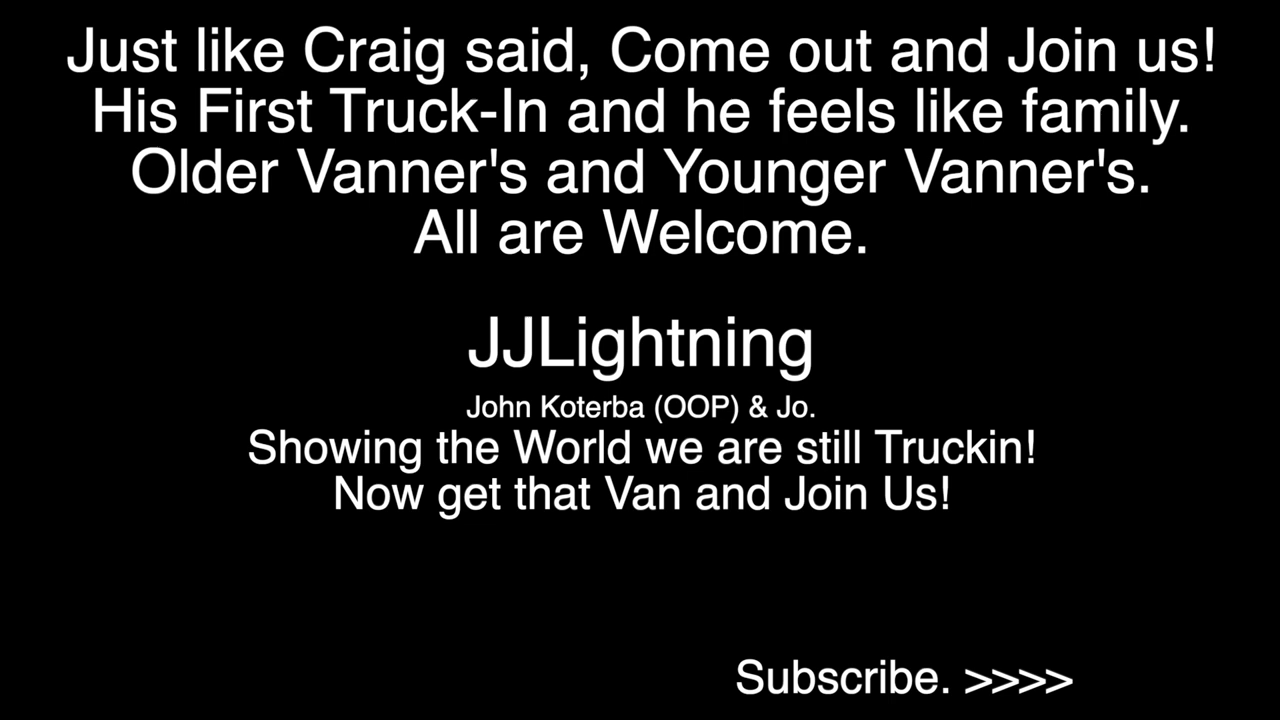 Just like Craig said, Come out and Join us!
His First Truck-In and he feels like family.
Older Vanner's and Younger Vanner's.
All are Welcome.
JJLightning
John Koterba (OOP) & Jo.
Showing the World we are still Truckin!
Now get that Van and Join Us!
Subscribe. >>>>